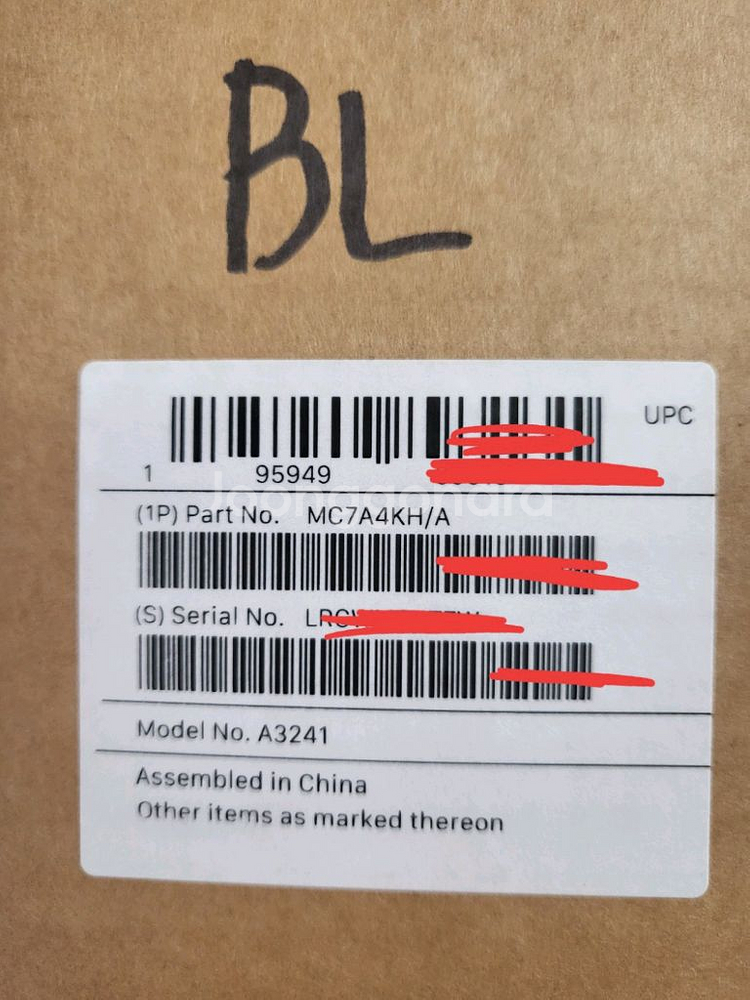 BL
UPC
1 95949
Joonggonara
(1P) Part No. MC7A4KH/A
(S) Serial No.
Model No. A3241
Assembled in China
Other items as marked thereon